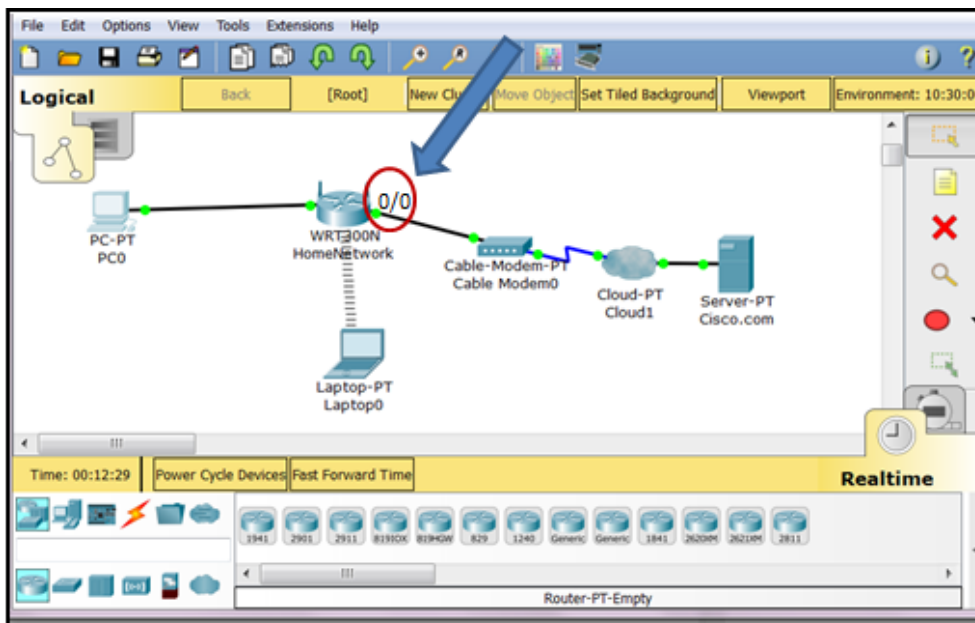 File Edit Options View Tools Extensions Help
Logical
Back
[Root]
New Clu
Move Object
Set Tiled Background
Viewport
Environment: 10:30:0
0/0
PC-PT
PC0
WRT300N
HomeNetwork
Cable-Modem-PT
Cable Modem0
Cloud-PT
Cloud1
Server-PT
Cisco.com
Laptop-PT
Laptop0
Time: 00:12:29
Power Cycle Devices
Fast Forward Time
Realtime
1941 2901 2911 819IOX 819HGW 829 1240 Generic Generic 1841 2620XM 2621XM 2811
Router-PT-Empty